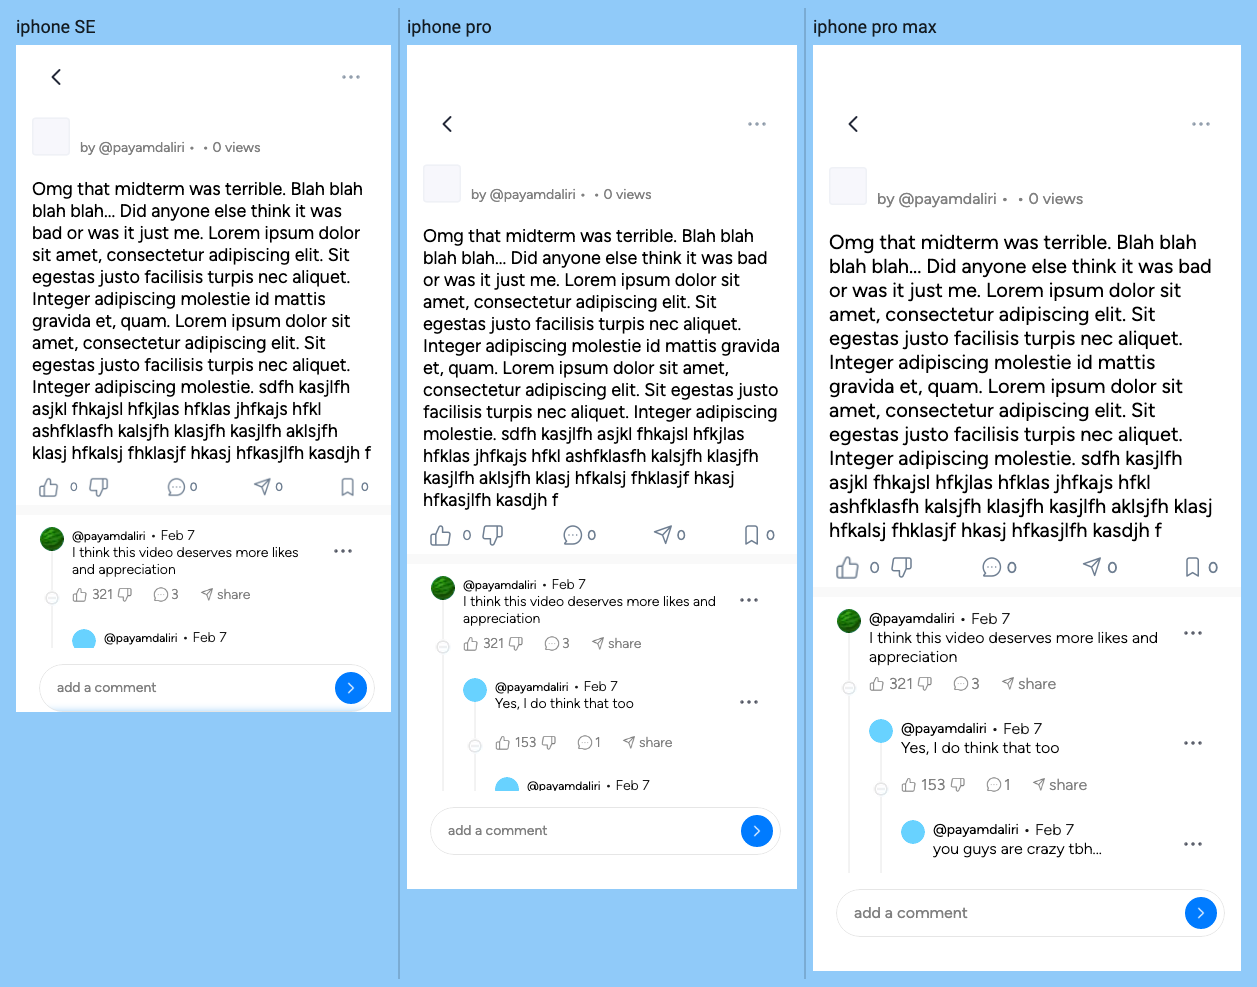 iphone SE
by @payamdaliri • • 0 views
Omg that midterm was terrible. Blah blah
blah blah... Did anyone else think it was
bad or was it just me. Lorem ipsum dolor
sit amet, consectetur adipiscing elit. Sit
egestas justo facilisis turpis nec aliquet.
Integer adipiscing molestie id mattis
gravida et, quam. Lorem ipsum dolor sit
amet, consectetur adipiscing elit. Sit
egestas justo facilisis turpis nec aliquet.
Integer adipiscing molestie. sdfh kasjlfh
asjkl fhkajsl hfkjlas hfklas jhfkajs hfkl
ashfklasfh kalsjfh klasjfh kasjlfh aklsjfh
klasj hfkalsj fhklasjf hkasj hfkasjlfh kasdjh f
0 0 0 0
@payamdaliri • Feb 7
I think this video deserves more likes
and appreciation
321 3 share
@payamdaliri • Feb 7
add a comment
iphone pro
by @payamdaliri • • 0 views
Omg that midterm was terrible. Blah blah
blah blah... Did anyone else think it was bad
or was it just me. Lorem ipsum dolor sit
amet, consectetur adipiscing elit. Sit
egestas justo facilisis turpis nec aliquet.
Integer adipiscing molestie id mattis gravida
et, quam. Lorem ipsum dolor sit amet,
consectetur adipiscing elit. Sit egestas justo
facilisis turpis nec aliquet. Integer adipiscing
molestie. sdfh kasjlfh asjkl fhkajsl hfkjlas
hfklas jhfkajs hfkl ashfklasfh kalsjfh klasjfh
kasjlfh aklsjfh klasj hfkalsj fhklasjf hkasj
hfkasjlfh kasdjh f
0 0 0 0
@payamdaliri • Feb 7
I think this video deserves more likes and
appreciation
321 3 share
@payamdaliri • Feb 7
Yes, I do think that too
153 1 share
@payamdaliri • Feb 7
add a comment
iphone pro max
by @payamdaliri • • 0 views
Omg that midterm was terrible. Blah blah
blah blah... Did anyone else think it was bad
or was it just me. Lorem ipsum dolor sit
amet, consectetur adipiscing elit. Sit
egestas justo facilisis turpis nec aliquet.
Integer adipiscing molestie id mattis
gravida et, quam. Lorem ipsum dolor sit
amet, consectetur adipiscing elit. Sit
egestas justo facilisis turpis nec aliquet.
Integer adipiscing molestie. sdfh kasjlfh
asjkl fhkajsl hfkjlas hfklas jhfkajs hfkl
ashfklasfh kalsjfh klasjfh kasjlfh aklsjfh klasj
hfkalsj fhklasjf hkasj hfkasjlfh kasdjh f
0 0 0 0
@payamdaliri • Feb 7
I think this video deserves more likes and
appreciation
321 3 share
@payamdaliri • Feb 7
Yes, I do think that too
153 1 share
@payamdaliri • Feb 7
you guys are crazy tbh...
add a comment